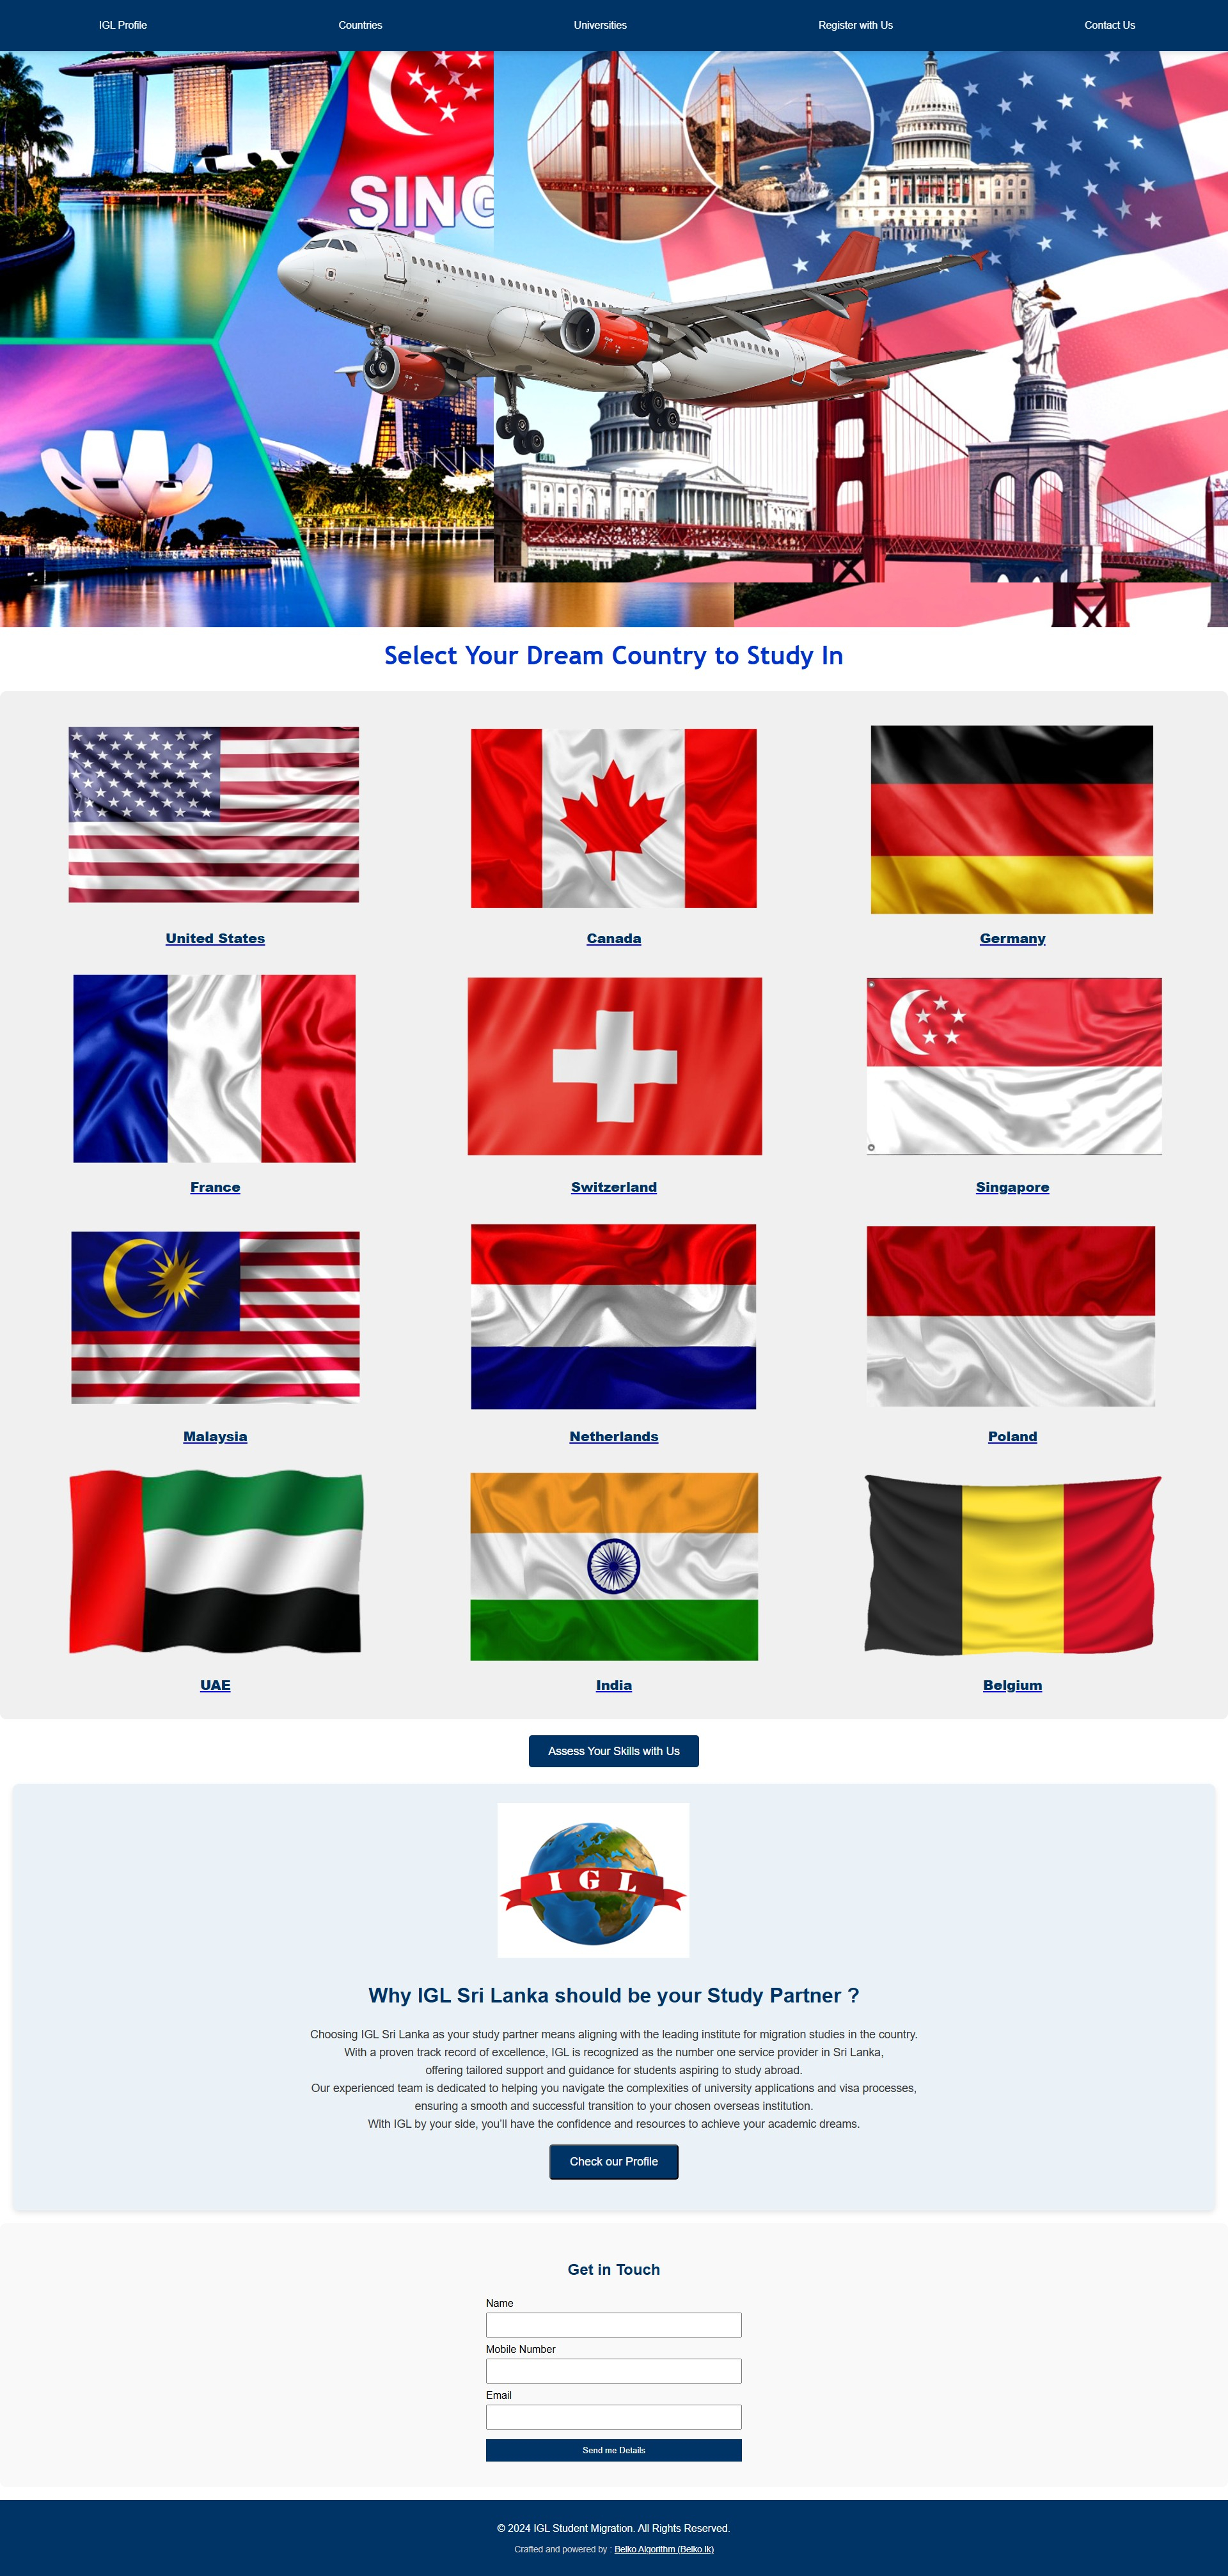 IGL Profile
Countries
Universities
Register with Us
Contact Us
SING
Select Your Dream Country to Study In
United States
Canada
Germany
France
Switzerland
Singapore
Malaysia
Netherlands
Poland
UAE
India
Belgium
Assess Your Skills with Us
IGL
Why IGL Sri Lanka should be your Study Partner ?
Choosing IGL Sri Lanka as your study partner means aligning with the leading institute for migration studies in the country.
With a proven track record of excellence, IGL is recognized as the number one service provider in Sri Lanka,
offering tailored support and guidance for students aspiring to study abroad.
Our experienced team is dedicated to helping you navigate the complexities of university applications and visa processes,
ensuring a smooth and successful transition to your chosen overseas institution.
With IGL by your side, you’ll have the confidence and resources to achieve your academic dreams.
Check our Profile
Get in Touch
Name
Mobile Number
Email
Send me Details
© 2024 IGL Student Migration. All Rights Reserved.
Crafted and powered by : Belko Algorithm (Belko.lk)